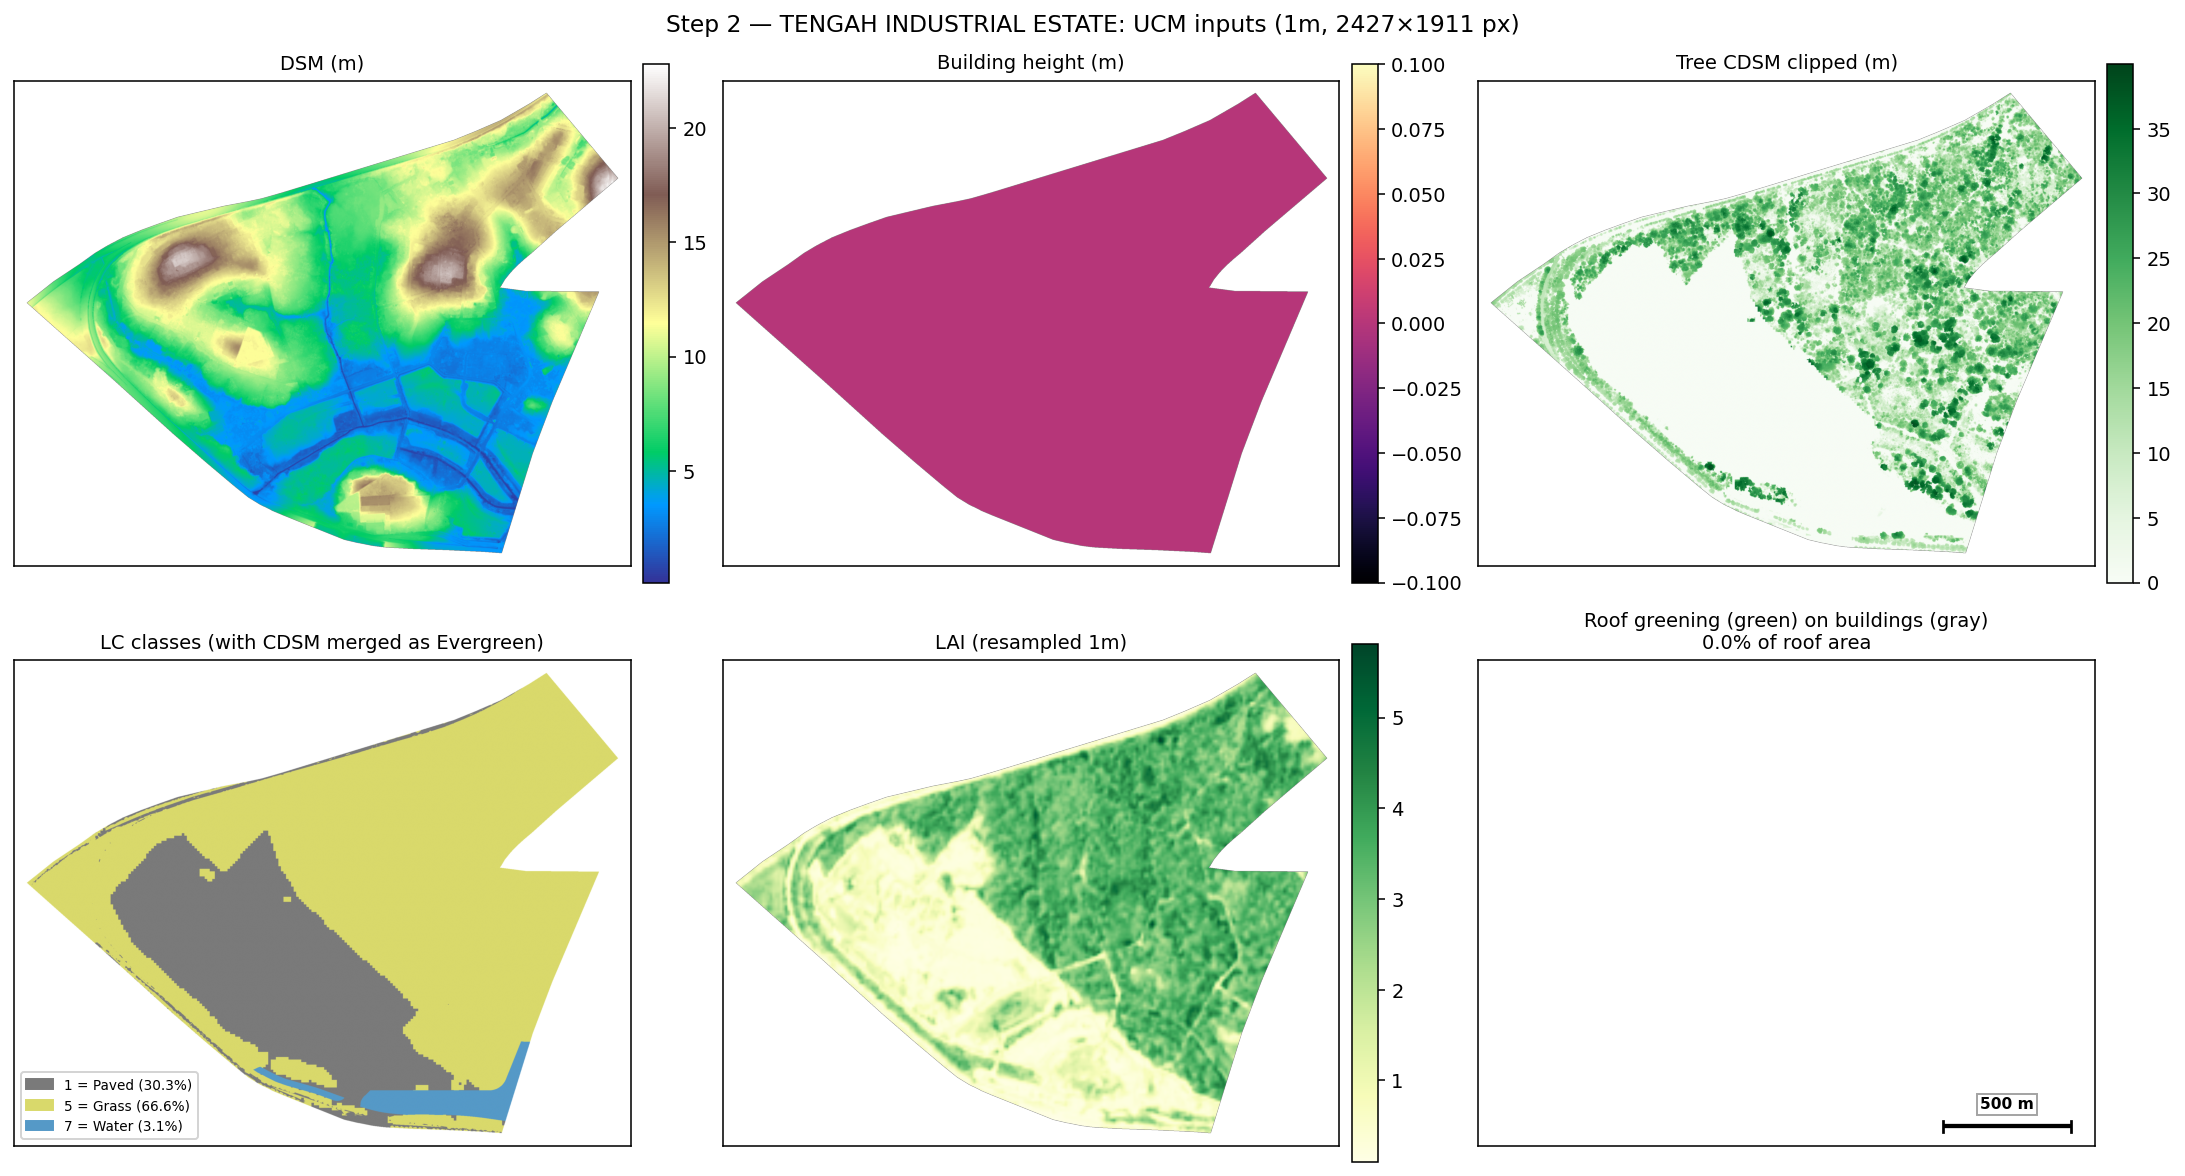 Step 2 — TENGAH INDUSTRIAL ESTATE: UCM inputs (1m, 2427×1911 px)
DSM (m)
20
15
10
5
Building height (m)
0.100
0.075
0.050
0.025
0.000
−0.025
−0.050
−0.075
−0.100
Tree CDSM clipped (m)
35
30
25
20
15
10
5
0
LC classes (with CDSM merged as Evergreen)
1 = Paved (30.3%)
5 = Grass (66.6%)
7 = Water (3.1%)
LAI (resampled 1m)
5
4
3
2
1
Roof greening (green) on buildings (gray)
0.0% of roof area
500 m